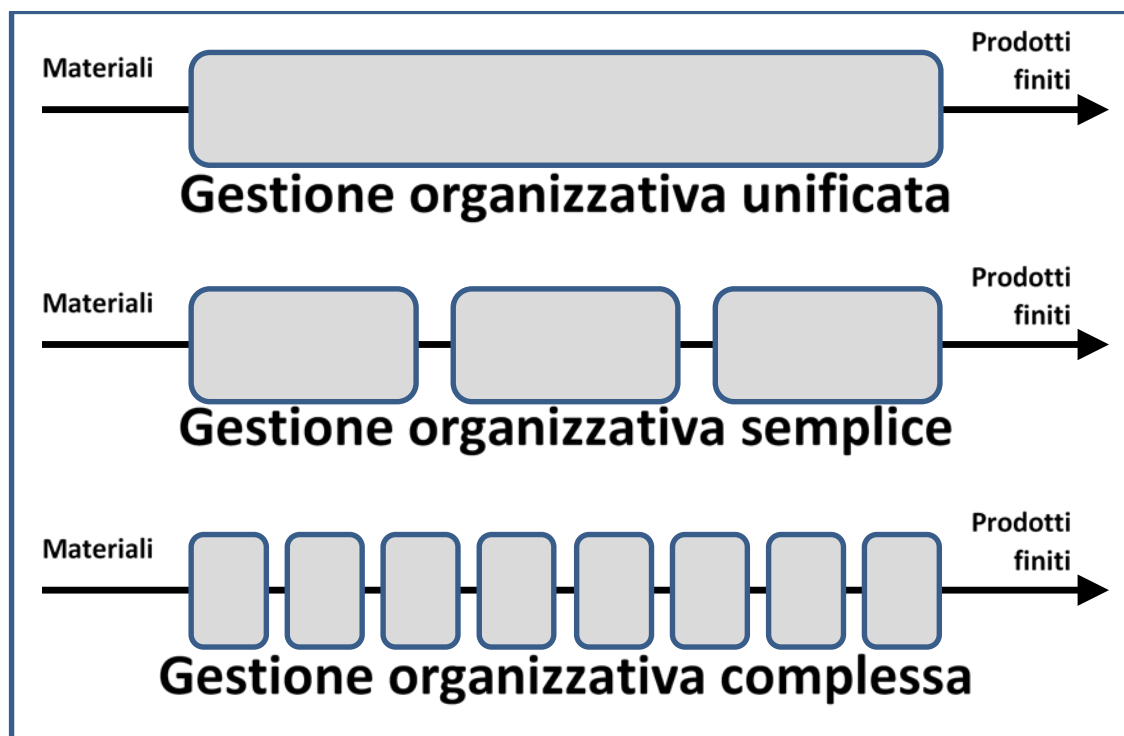 Materiali
Prodotti
finiti
Gestione organizzativa unificata
Materiali
Prodotti
finiti
Gestione organizzativa semplice
Materiali
Prodotti
finiti
Gestione organizzativa complessa